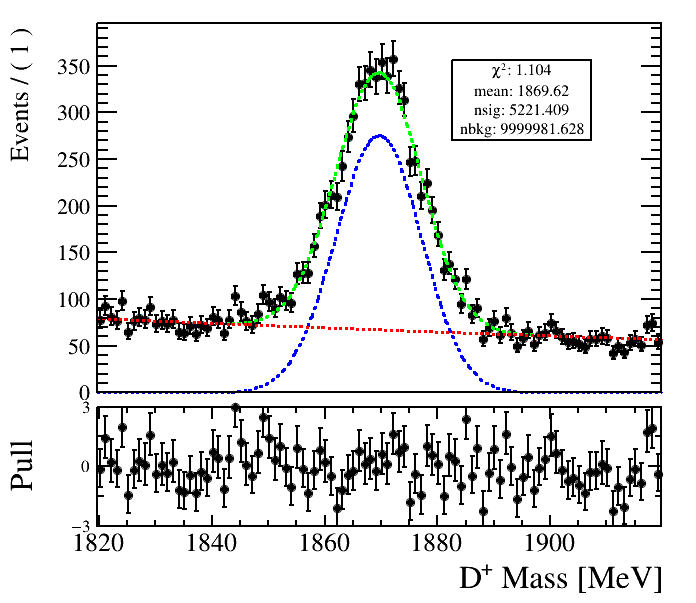 Events / ( 1 )
350
300
250
200
150
100
50
0
χ²: 1.104
mean: 1869.62
nsig: 5221.409
nbkg: 9999981.628
Pull
3
0
−3
1820 1840 1860 1880 1900
D⁺ Mass [MeV]